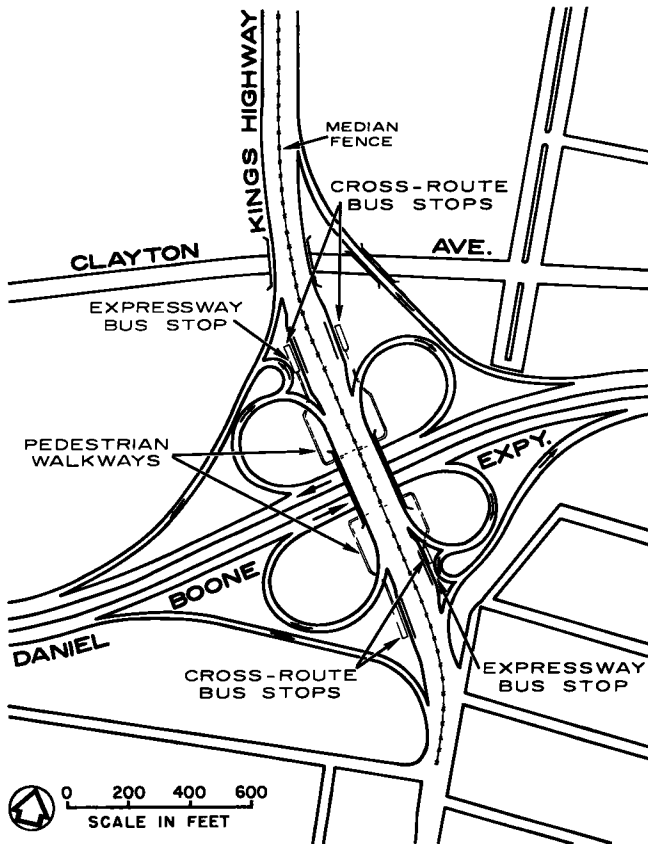 KINGS HIGHWAY
MEDIAN
FENCE
CROSS-ROUTE
BUS STOPS
CLAYTON AVE.
EXPRESSWAY
BUS STOP
PEDESTRIAN
WALKWAYS
DANIEL BOONE EXPY.
CROSS-ROUTE
BUS STOPS
EXPRESSWAY
BUS STOP
0 200 400 600
SCALE IN FEET